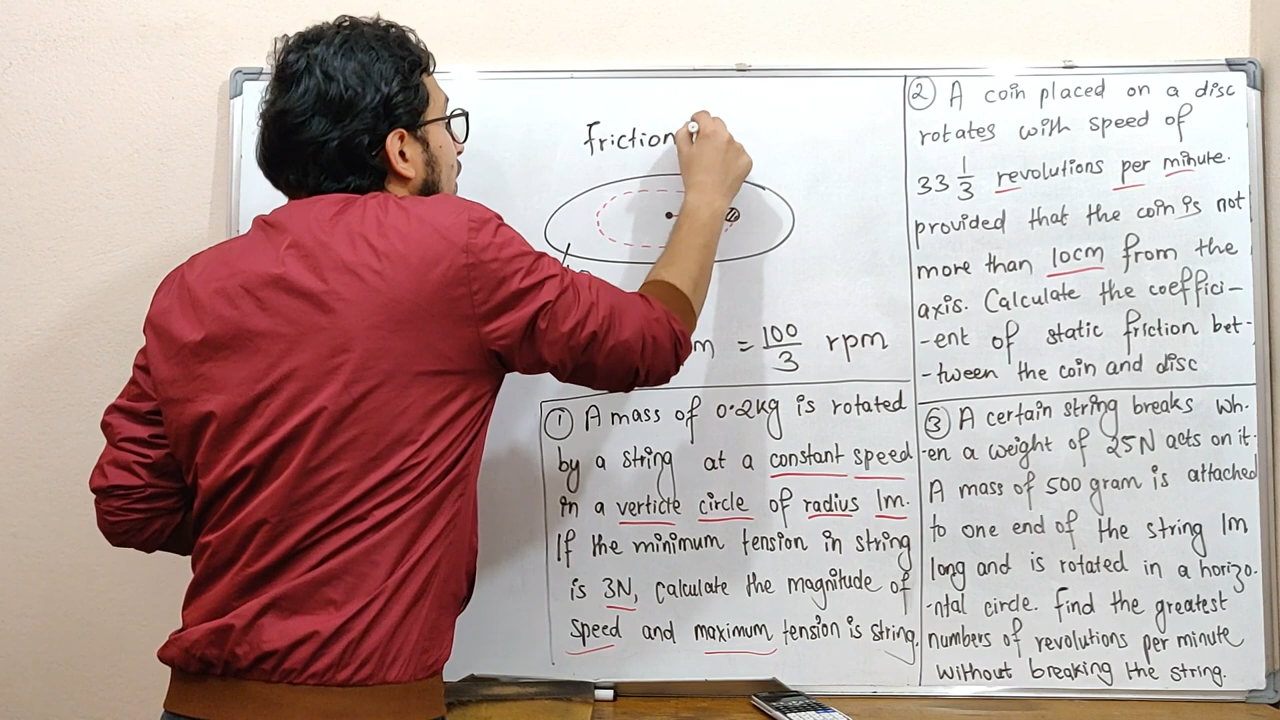 friction
m = 100/3 rpm
① A mass of 0.2kg is rotated
by a string at a constant speed
in a verticle circle of radius 1m.
If the minimum tension in string
is 3N, calculate the magnitude of
speed and maximum tension is string.
② A coin placed on a disc
rotates with speed of
33 1/3 revolutions per minute.
provided that the coin is not
more than 10cm from the
axis. Calculate the coeffici-
-ent of static friction bet-
-tween the coin and disc
③ A certain string breaks wh-
-en a weight of 25N acts on it.
A mass of 500 gram is attached
to one end of the string 1m
long and is rotated in a horizo-
-ntal circle. find the greatest
numbers of revolutions per minute
without breaking the string.